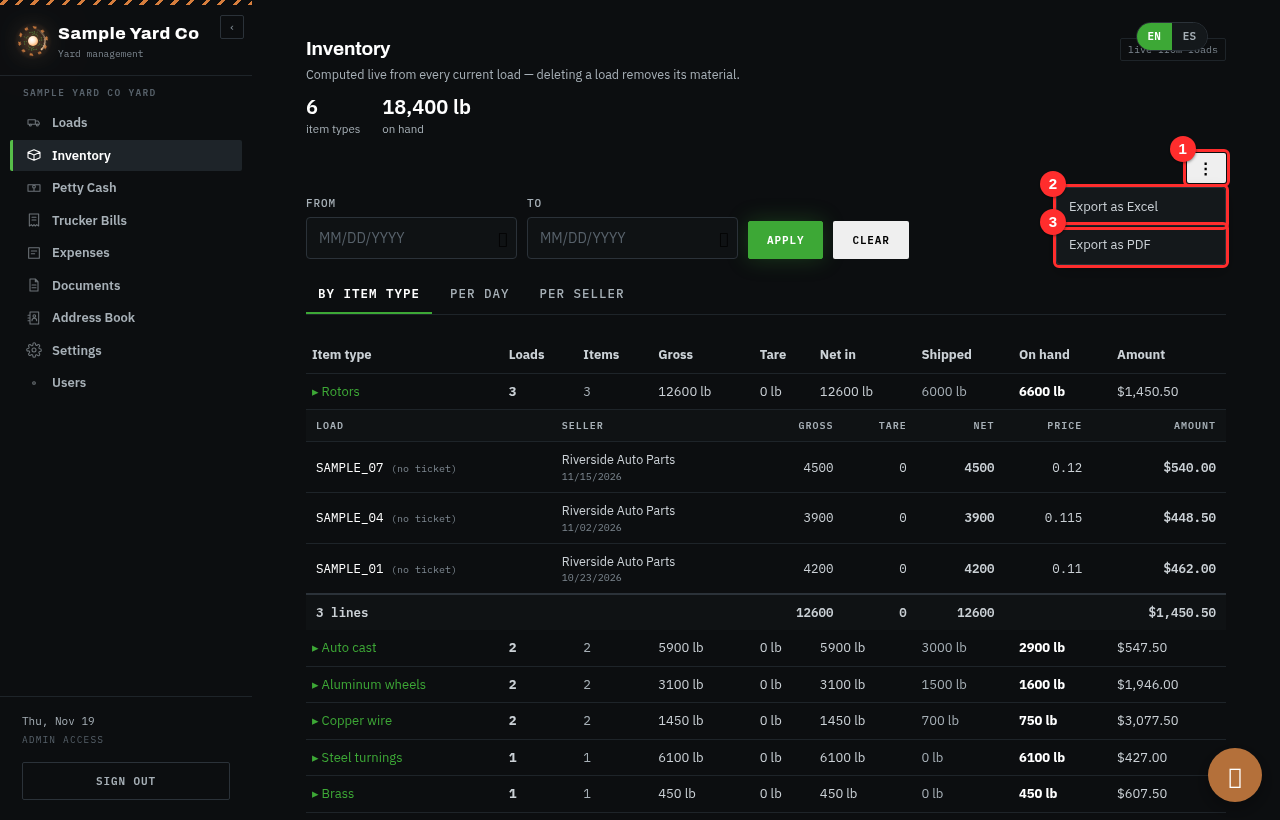 Sample Yard Co
Yard management
‹
SAMPLE YARD CO YARD
Loads
Inventory
Petty Cash
Trucker Bills
Expenses
Documents
Address Book
Settings
Users
Thu, Nov 19
ADMIN ACCESS
SIGN OUT
Inventory
EN ES
Computed live from every current load — deleting a load removes its material.
6 18,400 lb
item types on hand
1
⋮
2
Export as Excel
3
Export as PDF
FROM TO
MM/DD/YYYY MM/DD/YYYY APPLY CLEAR
BY ITEM TYPE PER DAY PER SELLER
Item type Loads Items Gross Tare Net in Shipped On hand Amount
▸ Rotors 3 3 12600 lb 0 lb 12600 lb 6000 lb 6600 lb $1,450.50
LOAD SELLER GROSS TARE NET PRICE AMOUNT
SAMPLE_07 (no ticket) Riverside Auto Parts 4500 0 4500 0.12 $540.00
11/15/2026
SAMPLE_04 (no ticket) Riverside Auto Parts 3900 0 3900 0.115 $448.50
11/02/2026
SAMPLE_01 (no ticket) Riverside Auto Parts 4200 0 4200 0.11 $462.00
10/23/2026
3 lines 12600 0 12600 $1,450.50
▸ Auto cast 2 2 5900 lb 0 lb 5900 lb 3000 lb 2900 lb $547.50
▸ Aluminum wheels 2 2 3100 lb 0 lb 3100 lb 1500 lb 1600 lb $1,946.00
▸ Copper wire 2 2 1450 lb 0 lb 1450 lb 700 lb 750 lb $3,077.50
▸ Steel turnings 1 1 6100 lb 0 lb 6100 lb 0 lb 6100 lb $427.00
▸ Brass 1 1 450 lb 0 lb 450 lb 0 lb 450 lb $607.50